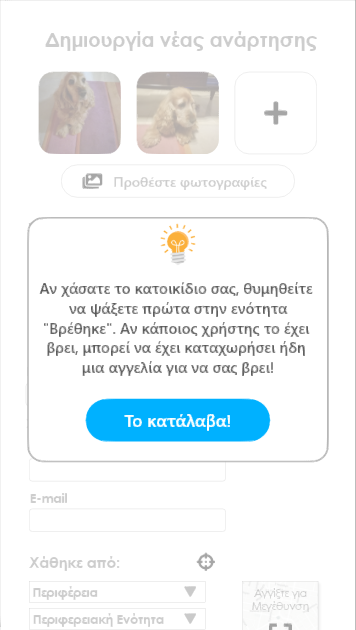 Δημιουργία νέας ανάρτησης
Προθέστε φωτογραφίες
Αν χάσατε το κατοικίδιο σας, θυμηθείτε
να ψάξετε πρώτα στην ενότητα
"Βρέθηκε". Αν κάποιος χρήστης το έχει
βρει, μπορεί να έχει καταχωρήσει ήδη
μια αγγελία για να σας βρει!
Το κατάλαβα!
E-mail
Χάθηκε από:
Περιφέρεια
Αγγίξτε για
Μεγέθυνση
Περιφερειακή Ενότητα